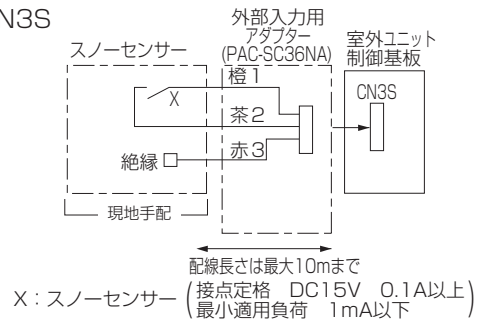 N3S
外部入力用
アダプター
(PAC-SC36NA)
スノーセンサー
室外ユニット
制御基板
橙1
X
茶2
CN3S
赤3
絶縁
現地手配
配線長さは最大10mまで
X：スノーセンサー (接点定格 DC15V 0.1A以上
最小適用負荷 1mA以下)